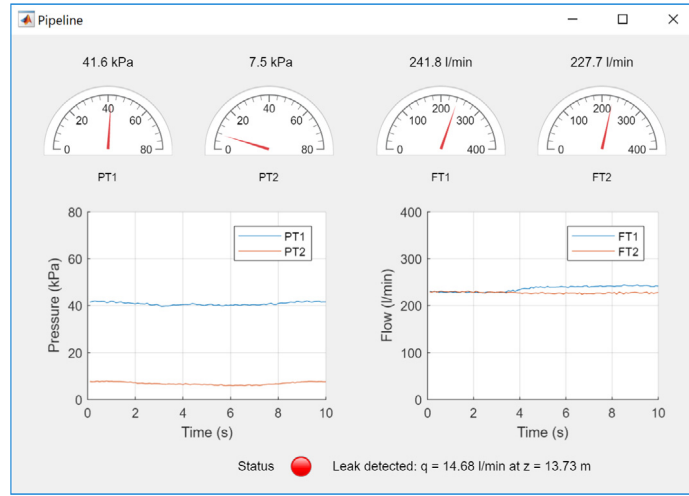 Pipeline
41.6 kPa 7.5 kPa 241.8 l/min 227.7 l/min
0 20 40 60 80 0 20 40 60 80 0 100 200 300 400 0 100 200 300 400
PT1 PT2 FT1 FT2
80
60
40
20
0
Pressure (kPa)
PT1
PT2
0 2 4 6 8 10
Time (s)
400
300
200
100
0
Flow (l/min)
FT1
FT2
0 2 4 6 8 10
Time (s)
Status Leak detected: q = 14.68 l/min at z = 13.73 m